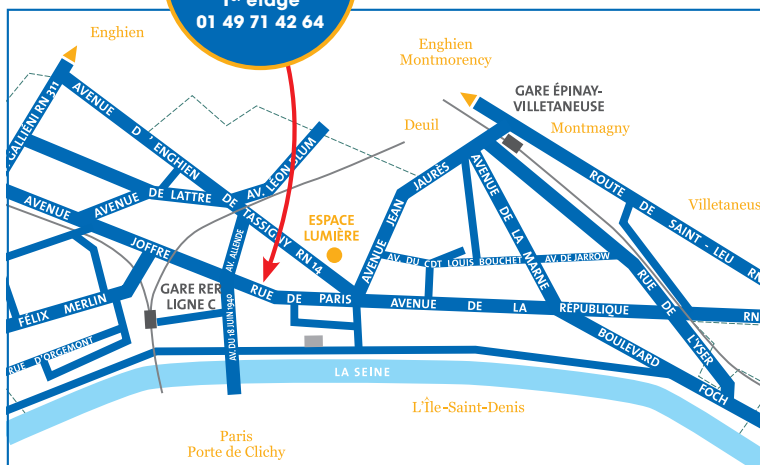 1er étage
01 49 71 42 64
Enghien
Enghien
Montmorency
GARE ÉPINAY-
VILLETANEUSE
GALLIÉNI RN 311
AVENUE D'ENGHIEN
Deuil
Montmagny
AV. LÉON BLUM
AVENUE DE LATTRE DE TASSIGNY RN 14
AVENUE JEAN JAURÈS
AVENUE DE LA MARNE
ROUTE DE SAINT-LEU RN
Villetaneus
ESPACE
LUMIÈRE
AVENUE JOFFRE
AV. ALLENDE
AV. DU CDT LOUIS BOUCHET
AV. DE JARROW
RUE DE L'YSER
GARE RER
LIGNE C
RUE DE PARIS
AVENUE DE LA RÉPUBLIQUE
RN
FÉLIX MERLIN
AV. DU 18 JUIN 1940
RUE D'ORGEMONT
BOULEVARD FOCH
LA SEINE
L'Île-Saint-Denis
Paris
Porte de Clichy